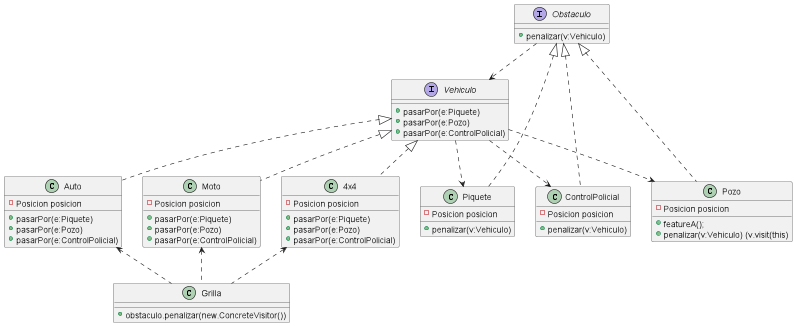 I Obstaculo
penalizar(v:Vehiculo)
I Vehiculo
pasarPor(e:Piquete)
pasarPor(e:Pozo)
pasarPor(e:ControlPolicial)
C Auto
Posicion posicion
pasarPor(e:Piquete)
pasarPor(e:Pozo)
pasarPor(e:ControlPolicial)
C Moto
Posicion posicion
pasarPor(e:Piquete)
pasarPor(e:Pozo)
pasarPor(e:ControlPolicial)
C 4x4
Posicion posicion
pasarPor(e:Piquete)
pasarPor(e:Pozo)
pasarPor(e:ControlPolicial)
C Piquete
Posicion posicion
penalizar(v:Vehiculo)
C ControlPolicial
Posicion posicion
penalizar(v:Vehiculo)
C Pozo
Posicion posicion
featureA();
penalizar(v:Vehiculo) (v.visit(this)
C Grilla
obstaculo.penalizar(new.ConcreteVisitor())